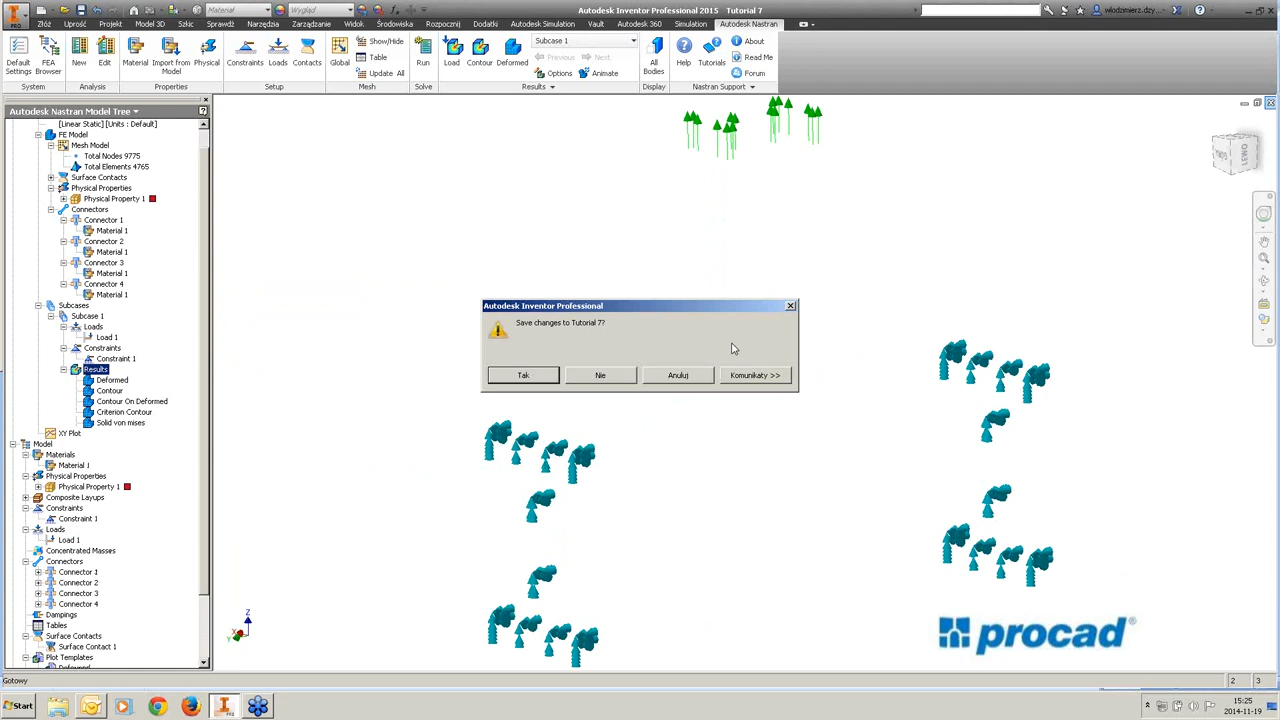 Material
Wygląd
Autodesk Inventor Professional 2015 Tutorial 7
włodzimierz.dzy...
PRO
Złóż
Uprość
Projekt
Model 3D
Szkic
Sprawdź
Narzędzia
Zarządzanie
Widok
Środowiska
Rozpocznij
Dodatki
Autodesk Simulation
Vault
Autodesk 360
Simulation
Autodesk Nastran
Default Settings
FEA Browser
New
Edit
Material
Import from Model
Physical
Constraints
Loads
Contacts
Global
Show/Hide
Table
Update All
Run
Load
Contour
Deformed
Subcase 1
Previous
Next
Options
Animate
All Bodies
Help
Tutorials
About
Read Me
Forum
System
Analysis
Properties
Setup
Mesh
Solve
Results
Display
Nastran Support
Autodesk Nastran Model Tree
[Linear Static] [Units : Default]
FE Model
Mesh Model
Total Nodes 9775
Total Elements 4765
Surface Contacts
Physical Properties
Physical Property 1
Connectors
Connector 1
Material 1
Connector 2
Material 1
Connector 3
Material 1
Connector 4
Material 1
Subcases
Subcase 1
Loads
Load 1
Constraints
Constraint 1
Results
Deformed
Contour
Contour On Deformed
Criterion Contour
Solid von mises
XY Plot
Model
Materials
Material 1
Physical Properties
Physical Property 1
Composite Layups
Constraints
Constraint 1
Loads
Load 1
Concentrated Masses
Connectors
Connector 1
Connector 2
Connector 3
Connector 4
Dampings
Tables
Surface Contacts
Surface Contact 1
Plot Templates
Autodesk Inventor Professional
Save changes to Tutorial 7?
Tak
Nie
Anuluj
Komunikaty >>
Z
X
Y
procad®
Gotowy
2
3
Start
15:25
2014-11-19